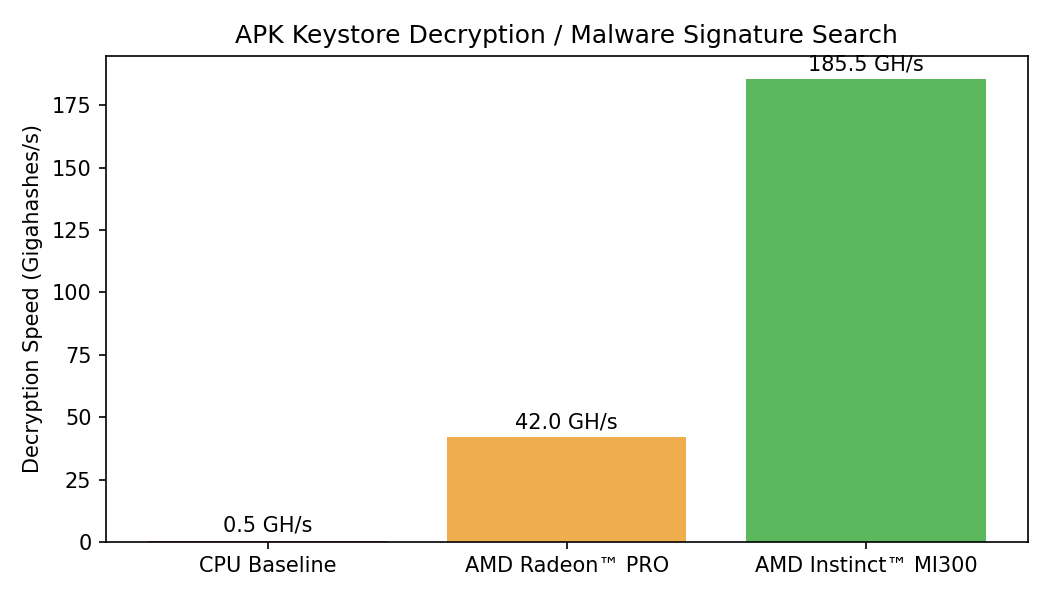 APK Keystore Decryption / Malware Signature Search
185.5 GH/s
175
150
125
100
75
50
25
0
Decryption Speed (Gigahashes/s)
42.0 GH/s
0.5 GH/s
CPU Baseline
AMD Radeon™ PRO
AMD Instinct™ MI300